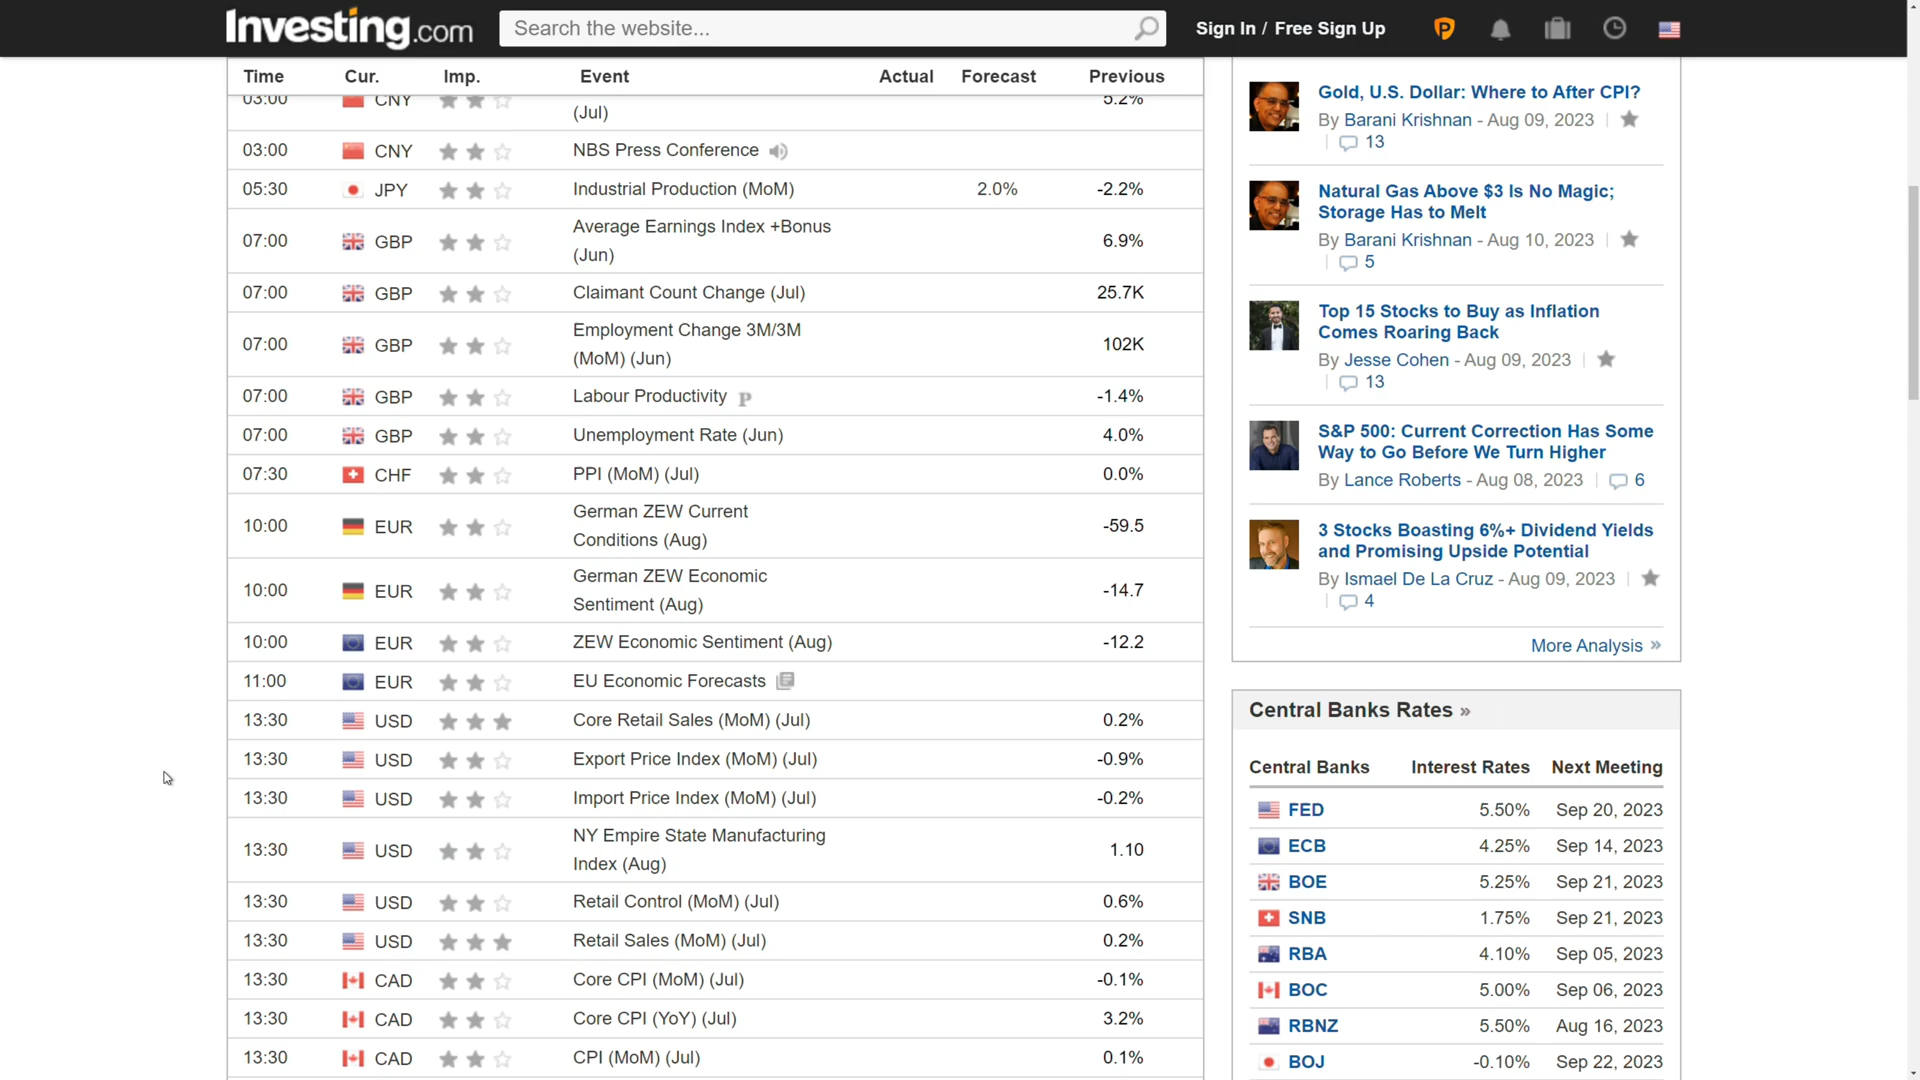 Investing.com
Search the website...
Sign In / Free Sign Up
Time Cur. Imp. Event Actual Forecast Previous
03:00 CNY (Jul) 5.2%
03:00 CNY NBS Press Conference
05:30 JPY Industrial Production (MoM) 2.0% -2.2%
07:00 GBP Average Earnings Index +Bonus 6.9%
(Jun)
07:00 GBP Claimant Count Change (Jul) 25.7K
07:00 GBP Employment Change 3M/3M 102K
(MoM) (Jun)
07:00 GBP Labour Productivity P -1.4%
07:00 GBP Unemployment Rate (Jun) 4.0%
07:30 CHF PPI (MoM) (Jul) 0.0%
10:00 EUR German ZEW Current -59.5
Conditions (Aug)
10:00 EUR German ZEW Economic -14.7
Sentiment (Aug)
10:00 EUR ZEW Economic Sentiment (Aug) -12.2
11:00 EUR EU Economic Forecasts
13:30 USD Core Retail Sales (MoM) (Jul) 0.2%
13:30 USD Export Price Index (MoM) (Jul) -0.9%
13:30 USD Import Price Index (MoM) (Jul) -0.2%
13:30 USD NY Empire State Manufacturing 1.10
Index (Aug)
13:30 USD Retail Control (MoM) (Jul) 0.6%
13:30 USD Retail Sales (MoM) (Jul) 0.2%
13:30 CAD Core CPI (MoM) (Jul) -0.1%
13:30 CAD Core CPI (YoY) (Jul) 3.2%
13:30 CAD CPI (MoM) (Jul) 0.1%
Gold, U.S. Dollar: Where to After CPI?
By Barani Krishnan - Aug 09, 2023
13
Natural Gas Above $3 Is No Magic;
Storage Has to Melt
By Barani Krishnan - Aug 10, 2023
5
Top 15 Stocks to Buy as Inflation
Comes Roaring Back
By Jesse Cohen - Aug 09, 2023
13
S&P 500: Current Correction Has Some
Way to Go Before We Turn Higher
By Lance Roberts - Aug 08, 2023 6
3 Stocks Boasting 6%+ Dividend Yields
and Promising Upside Potential
By Ismael De La Cruz - Aug 09, 2023
4
More Analysis »
Central Banks Rates »
Central Banks Interest Rates Next Meeting
FED 5.50% Sep 20, 2023
ECB 4.25% Sep 14, 2023
BOE 5.25% Sep 21, 2023
SNB 1.75% Sep 21, 2023
RBA 4.10% Sep 05, 2023
BOC 5.00% Sep 06, 2023
RBNZ 5.50% Aug 16, 2023
BOJ -0.10% Sep 22, 2023